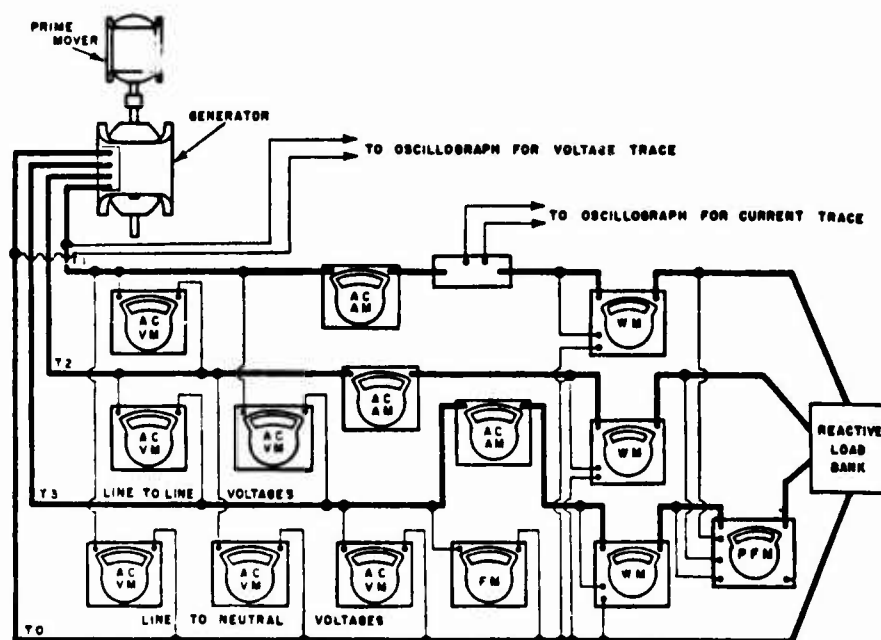 PRIME
MOVER
GENERATOR
TO OSCILLOGRAPH FOR VOLTAGE TRACE
TO OSCILLOGRAPH FOR CURRENT TRACE
T1
AC
AM
AC
VM
WM
T2
AC
AM
AC
VM
AC
VM
AC
AM
WM
REACTIVE
LOAD
BANK
T3
LINE TO LINE VOLTAGES
AC
VM
AC
VM
AC
VM
FM
WM
PFM
LINE TO NEUTRAL VOLTAGES
T0